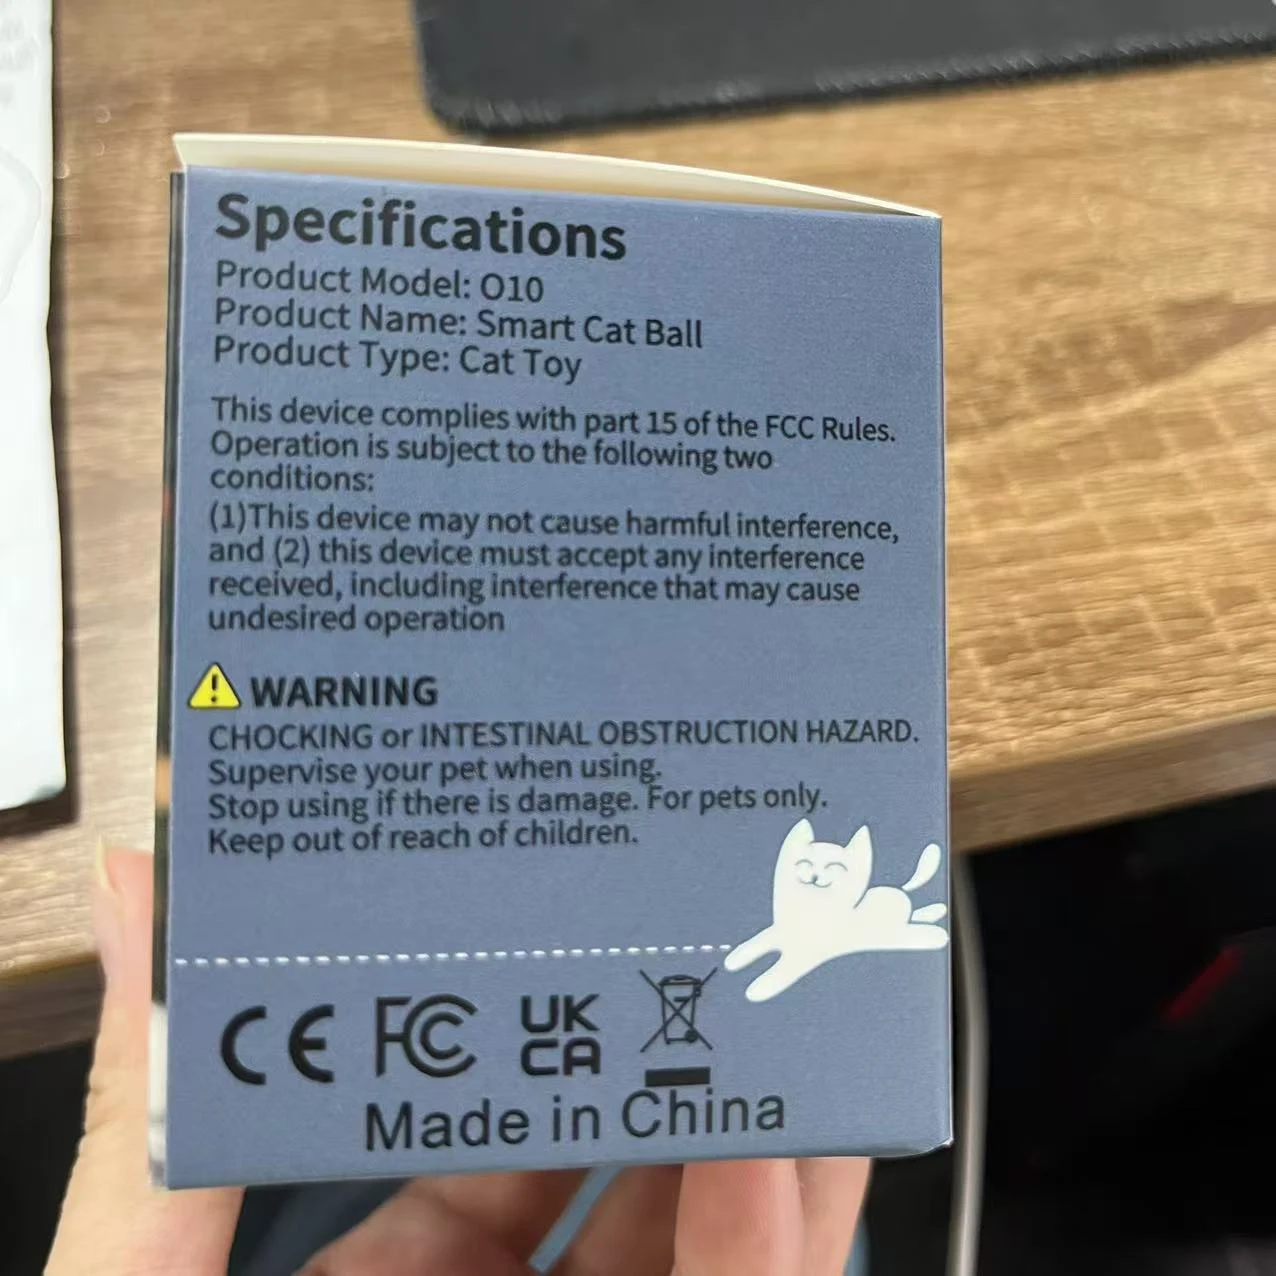 Specifications
Product Model: O10
Product Name: Smart Cat Ball
Product Type: Cat Toy
This device complies with part 15 of the FCC Rules.
Operation is subject to the following two
conditions:
(1)This device may not cause harmful interference,
and (2) this device must accept any interference
received, including interference that may cause
undesired operation
WARNING
CHOCKING or INTESTINAL OBSTRUCTION HAZARD.
Supervise your pet when using.
Stop using if there is damage. For pets only.
Keep out of reach of children.
CE FC UK
CA
Made in China